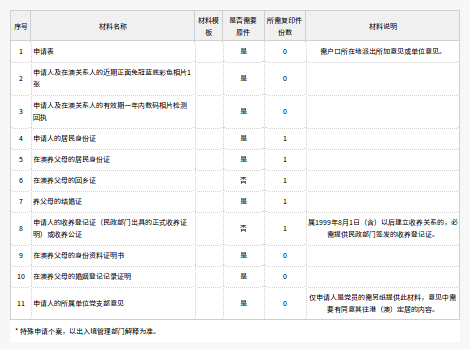 序号 材料名称 材料模板 是否需要原件 所需复印件份数 材料说明
1 申请表 是 0 需户口所在地派出所加意见或单位意见。
2 申请人及在澳关系人的近期正面免冠蓝底彩色相片1张 是 0
3 申请人及在澳关系人的有效期一年内数码相片检测回执 是 0
4 申请人的居民身份证 是 1
5 在澳养父母的居民身份证 是 1
6 在澳养父母的回乡证 否 1
7 养父母的结婚证 是 1
8 申请人的收养登记证（民政部门出具的正式收养证明）或收养公证 否 1 属1999年8月1日（含）以后建立收养关系的，必需提供民政部门签发的收养登记证。
9 在澳养父母的身份资料证明书 是 0
10 在澳养父母的婚姻登记记录证明 是 0
11 申请人的所属单位党支部意见 是 0 仅申请人是党员的需另纸提供此材料，意见中需要有同意其往港（澳）定居的内容。
* 特殊申请个案，以出入境管理部门解释为准。